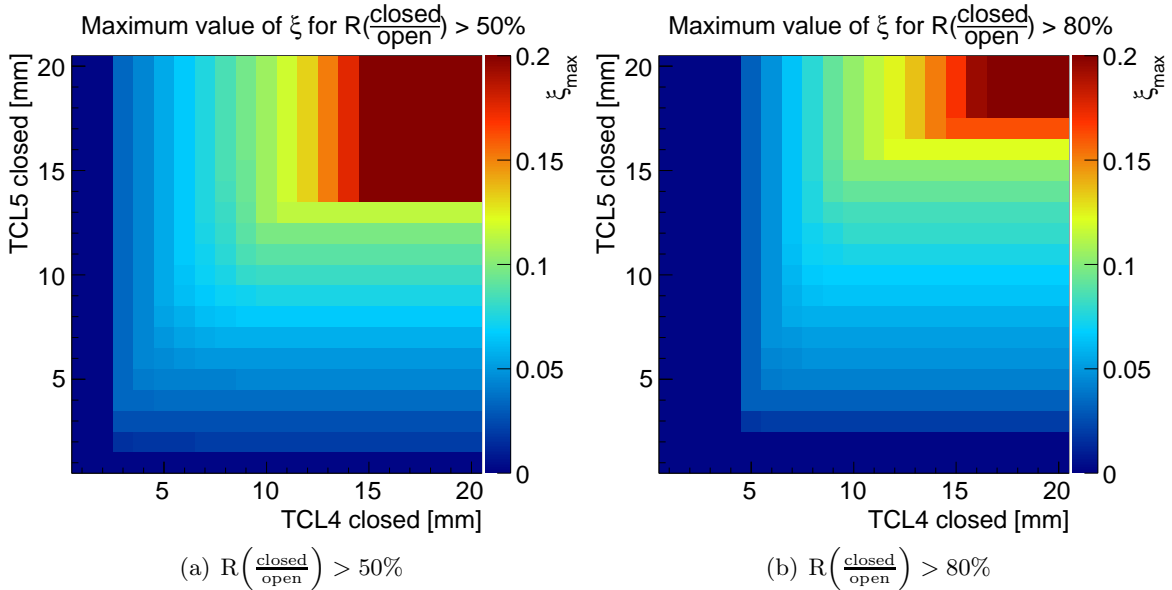 Maximum value of ξ for R(closed/open) > 50%
TCL5 closed [mm]
20
15
10
5
5
10
15
20
TCL4 closed [mm]
0.2
0.15
0.1
0.05
0
ξmax
(a) R(closed/open) > 50%
Maximum value of ξ for R(closed/open) > 80%
TCL5 closed [mm]
20
15
10
5
5
10
15
20
TCL4 closed [mm]
0.2
0.15
0.1
0.05
0
ξmax
(b) R(closed/open) > 80%